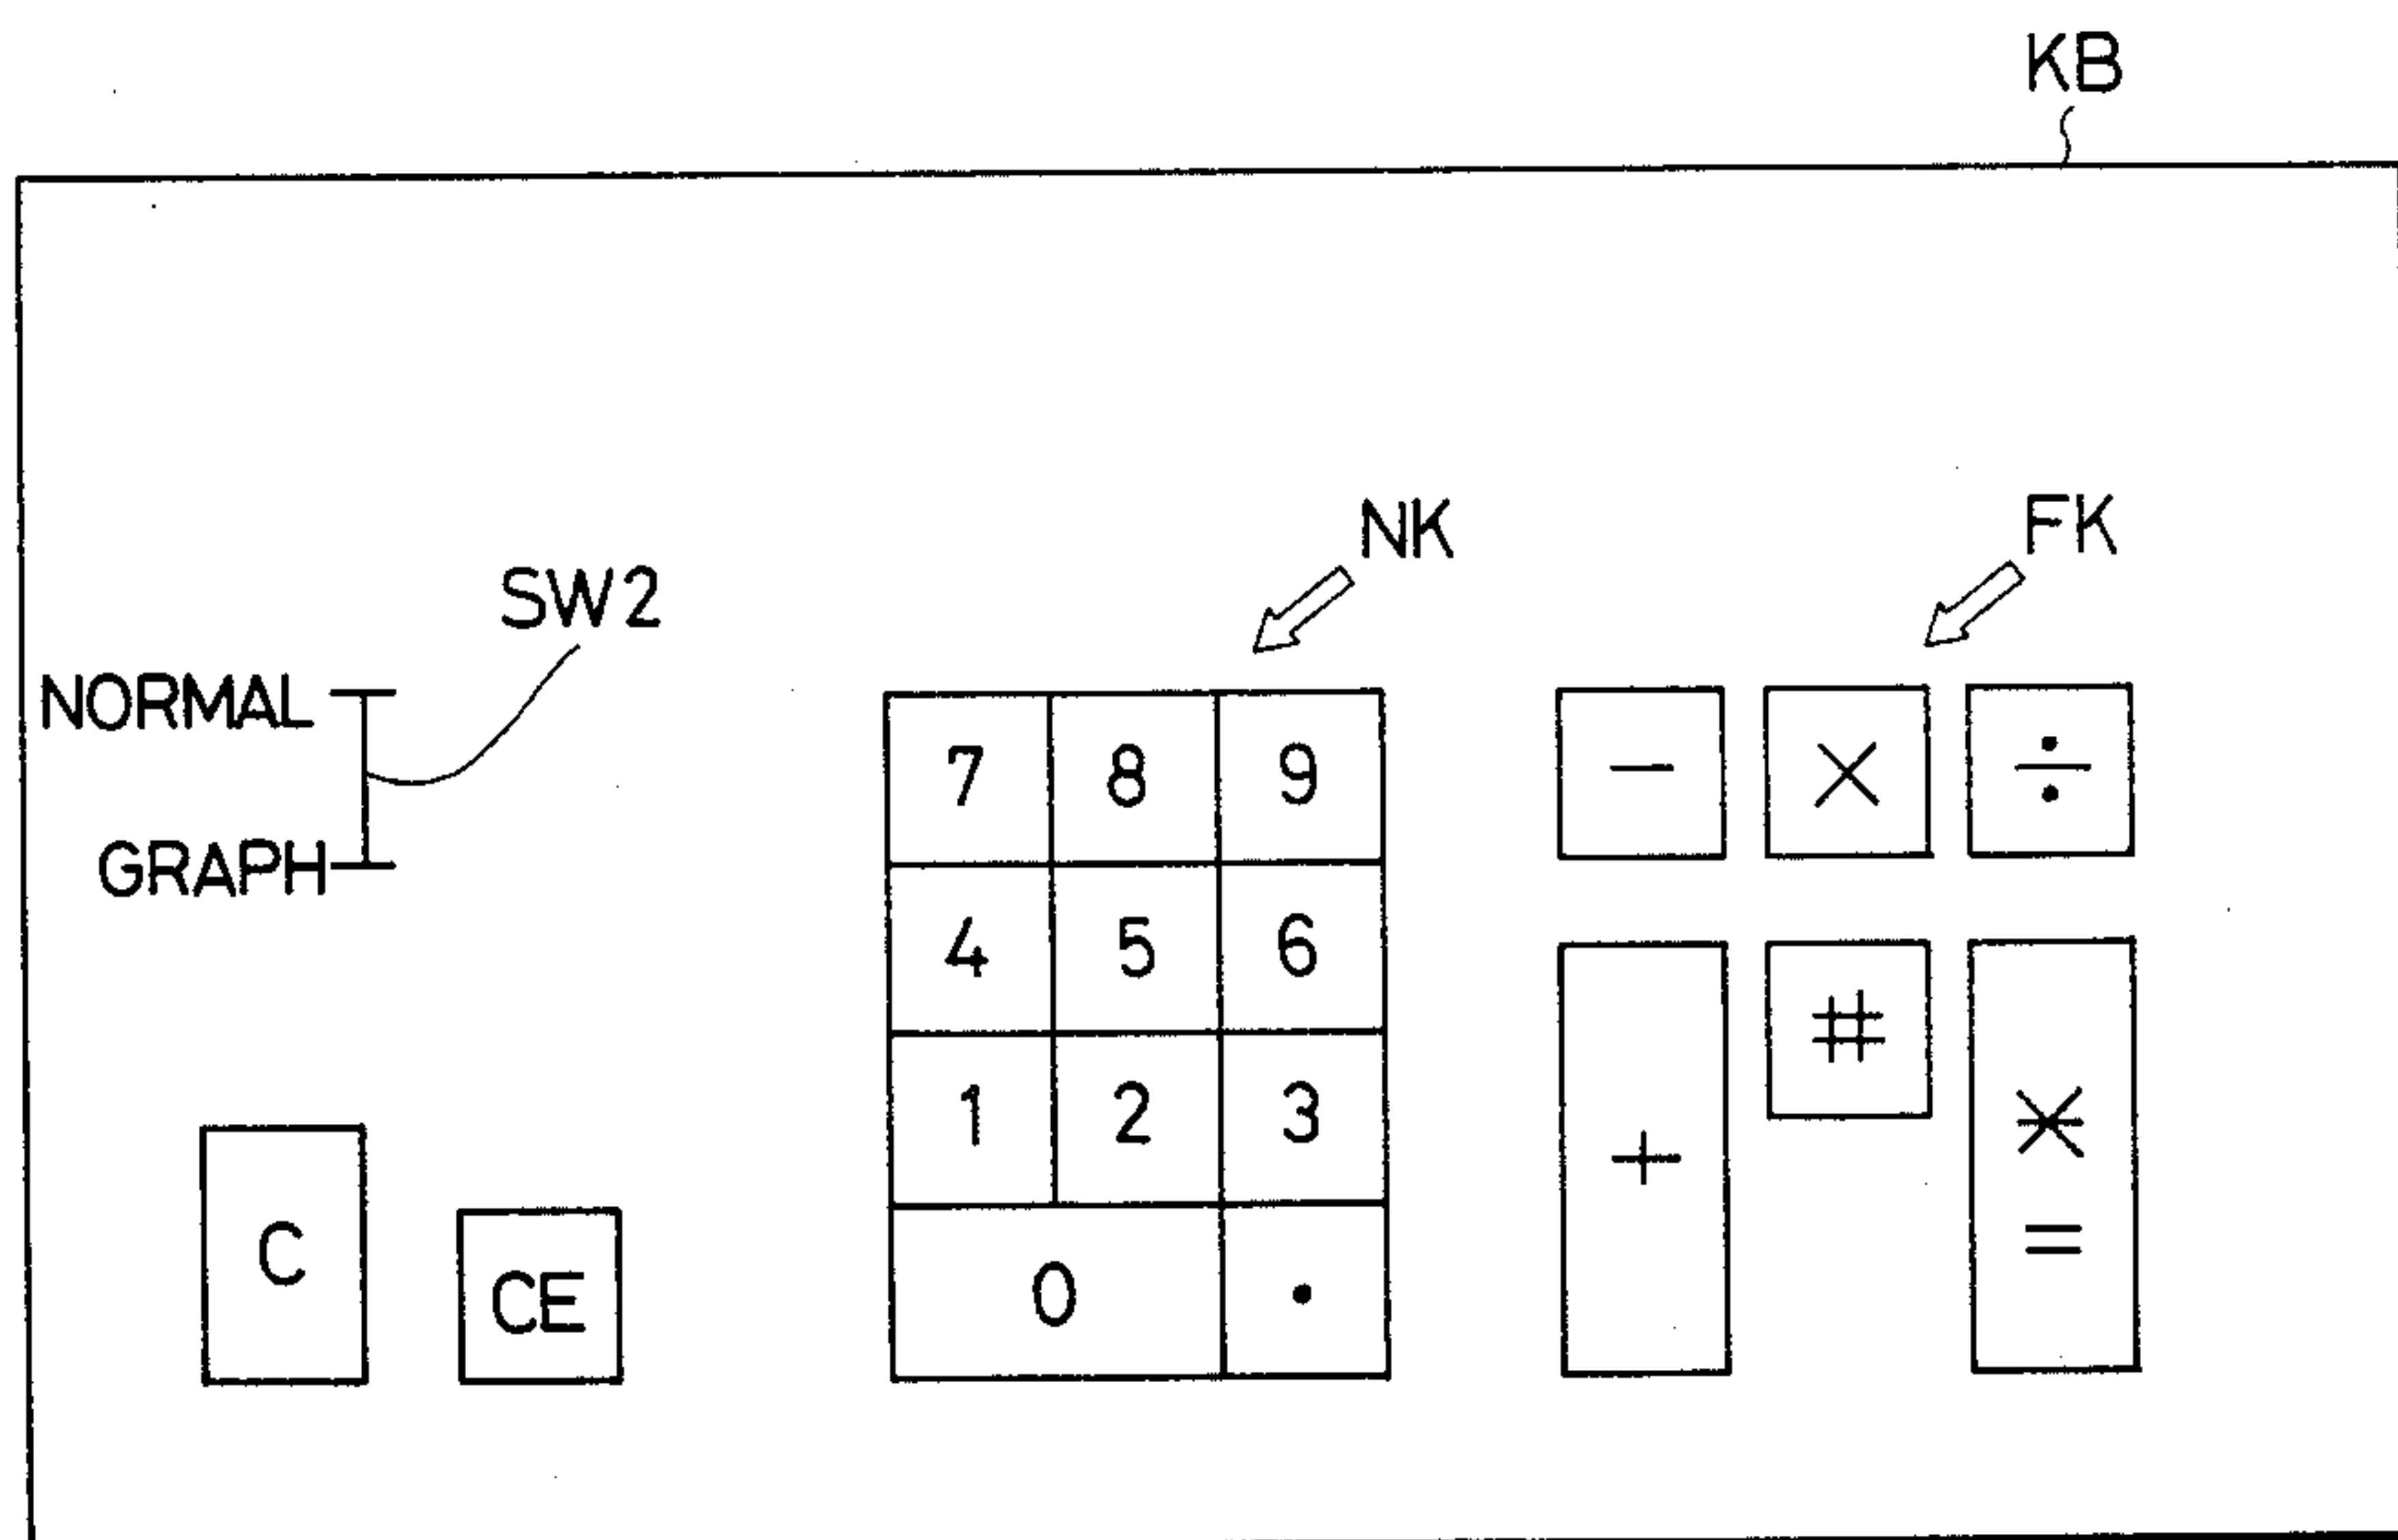 KB
NK
FK
SW2
NORMAL
GRAPH
7 8 9
4 5 6
1 2 3
0 .
− × ÷
+ # * =
C CE